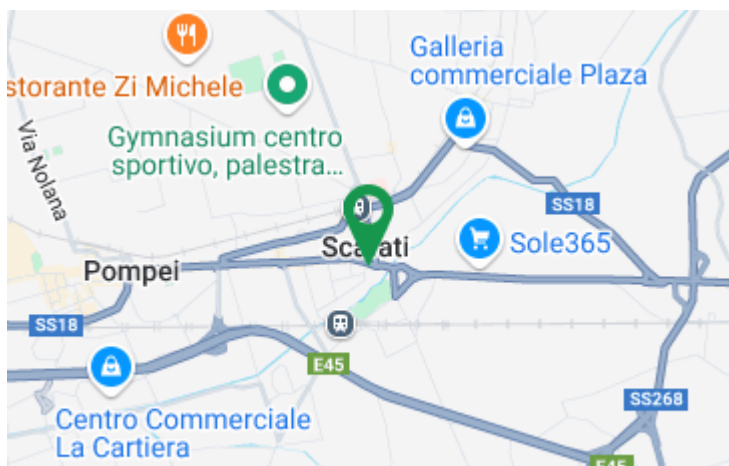 Galleria
commerciale Plaza
storante Zi Michele
Gymnasium centro
sportivo, palestra...
Via Nolana
SS18
Sole365
Pompei
SS18
E45
Centro Commerciale
La Cartiera
SS268
E45